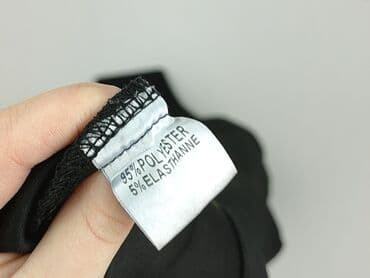 95% POLYESTER
5% ELASTHANNE